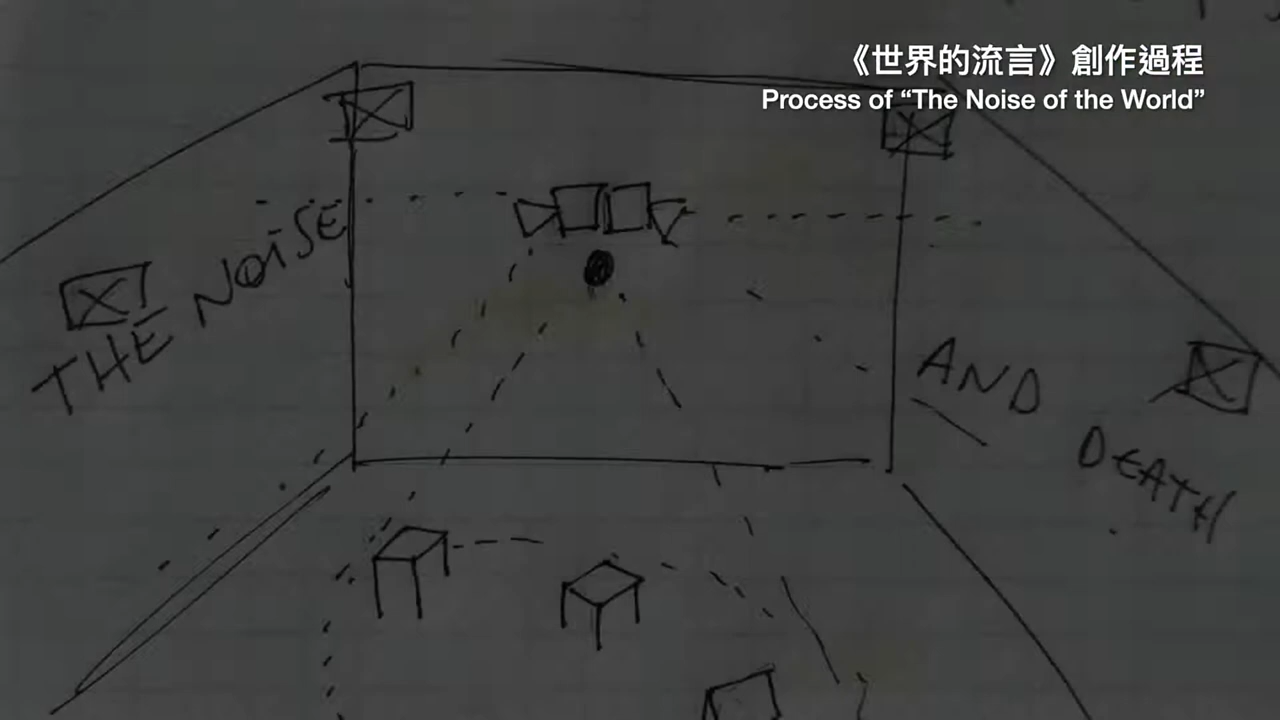 《世界的流言》創作過程
Process of “The Noise of the World”
THE NOiSE
AND
DEATH